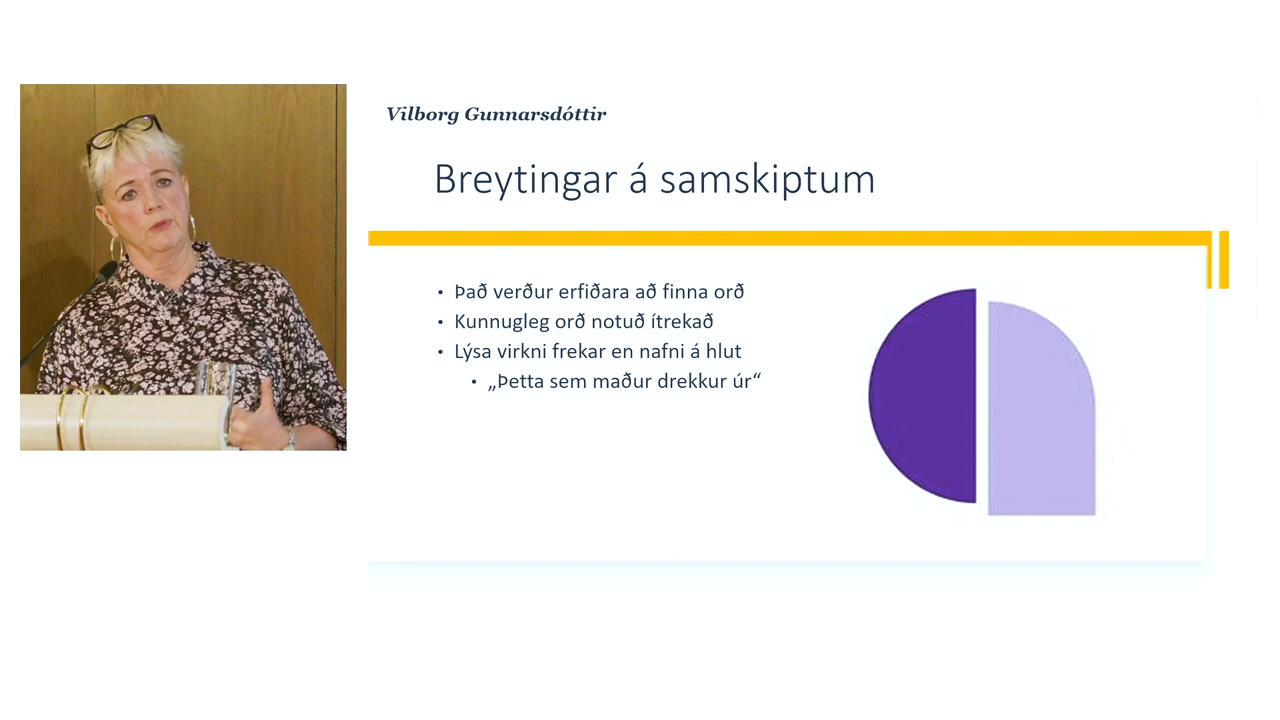 Vilborg Gunnarsdóttir
Breytingar á samskiptum
• Það verður erfiðara að finna orð
• Kunnugleg orð notuð ítrekað
• Lýsa virkni frekar en nafni á hlut
• „Þetta sem maður drekkur úr“